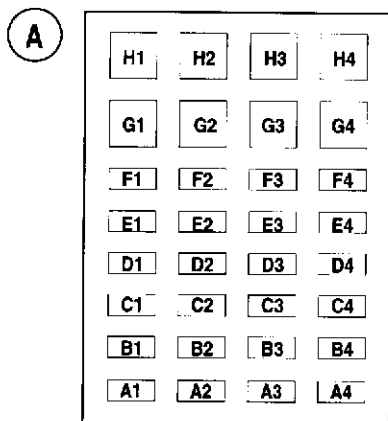 A
H1 H2 H3 H4
G1 G2 G3 G4
F1 F2 F3 F4
E1 E2 E3 E4
D1 D2 D3 D4
C1 C2 C3 C4
B1 B2 B3 B4
A1 A2 A3 A4